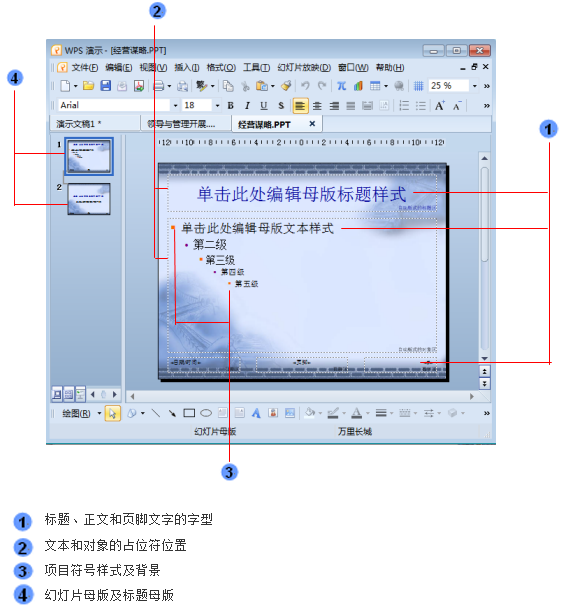 2
WPS 演示 - [经营谋略.PPT]
4
文件(F) 编辑(E) 视图(V) 插入(I) 格式(O) 工具(T) 幻灯片放映(D) 窗口(W) 帮助(H)
25 %
Arial 18 B I U S A A
演示文稿1 * 领导与管理开展.... 经营谋略.PPT
1
1
2
单击此处编辑母版标题样式
单击此处编辑母版文本样式
第二级
第三级
第四级
第五级
绘图(R)
幻灯片母版 万里长城
3
1 标题、正文和页脚文字的字型
2 文本和对象的占位符位置
3 项目符号样式及背景
4 幻灯片母版及标题母版